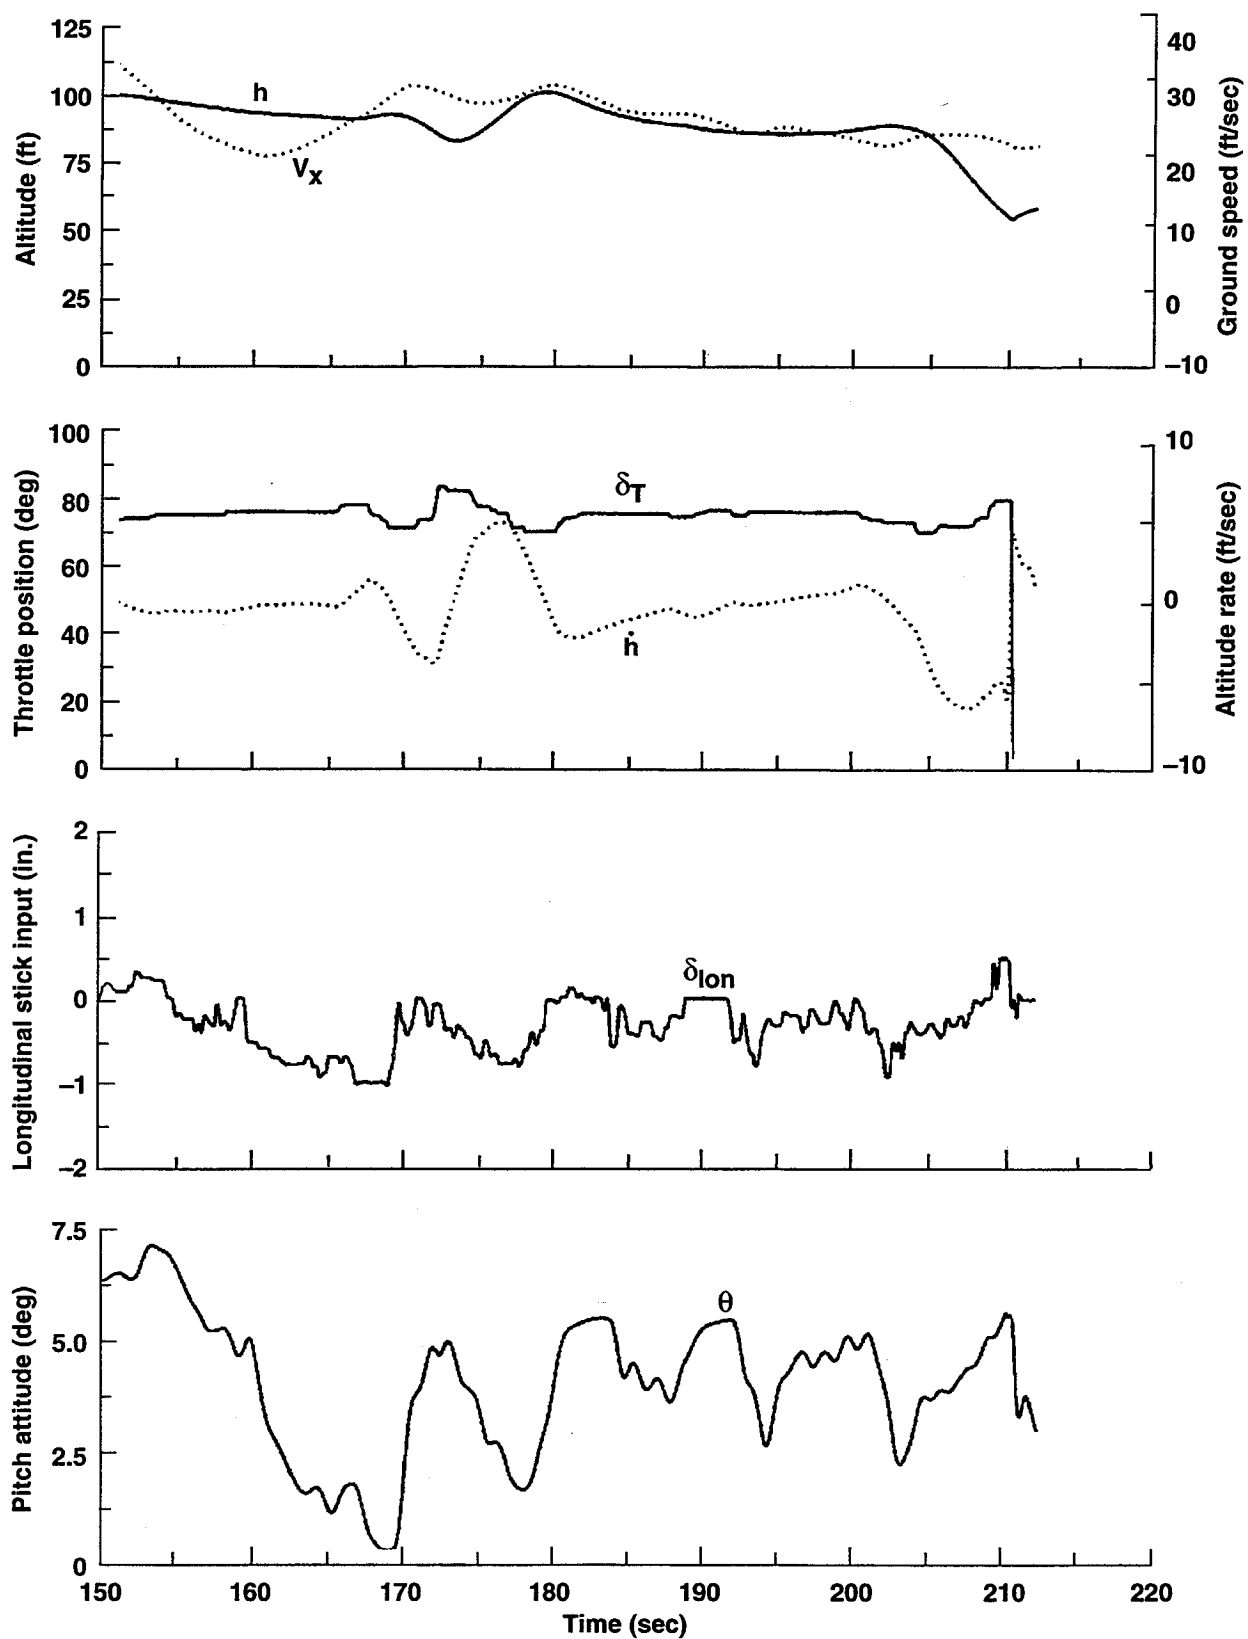 Altitude (ft)
125
100
75
50
25
0
h
Vx
40
30
20
10
0
–10
Ground speed (ft/sec)
Throttle position (deg)
100
80
60
40
20
0
δT
ḣ
10
0
–10
Altitude rate (ft/sec)
Longitudinal stick input (in.)
2
1
0
–1
–2
δlon
Pitch attitude (deg)
7.5
5.0
2.5
0
θ
150 160 170 180 190 200 210 220
Time (sec)